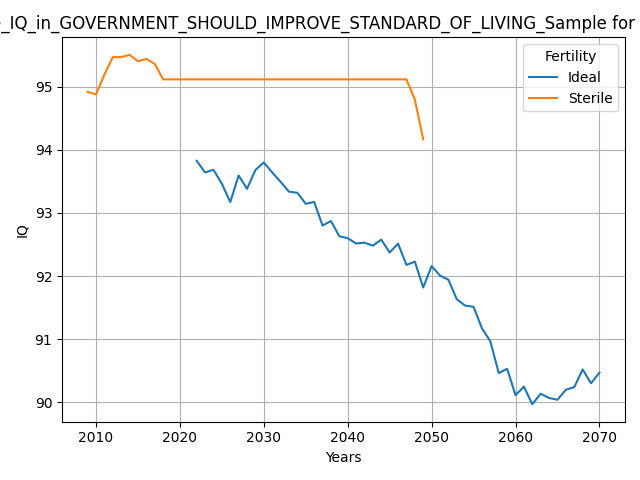 _IQ_in_GOVERNMENT_SHOULD_IMPROVE_STANDARD_OF_LIVING_Sample for
Fertility
Ideal
Sterile
95
94
93
92
91
90
IQ
2010 2020 2030 2040 2050 2060 2070
Years